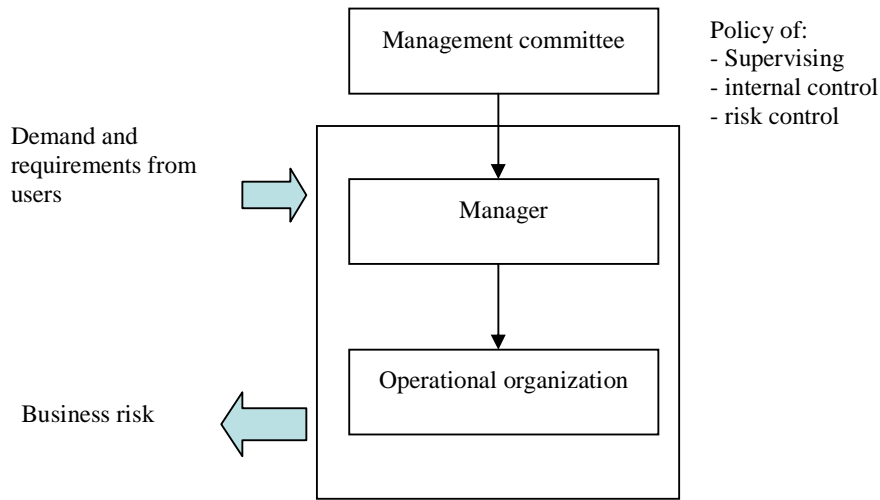 Management committee
Policy of:
- Supervising
- internal control
- risk control
Demand and
requirements from
users
Manager
Operational organization
Business risk